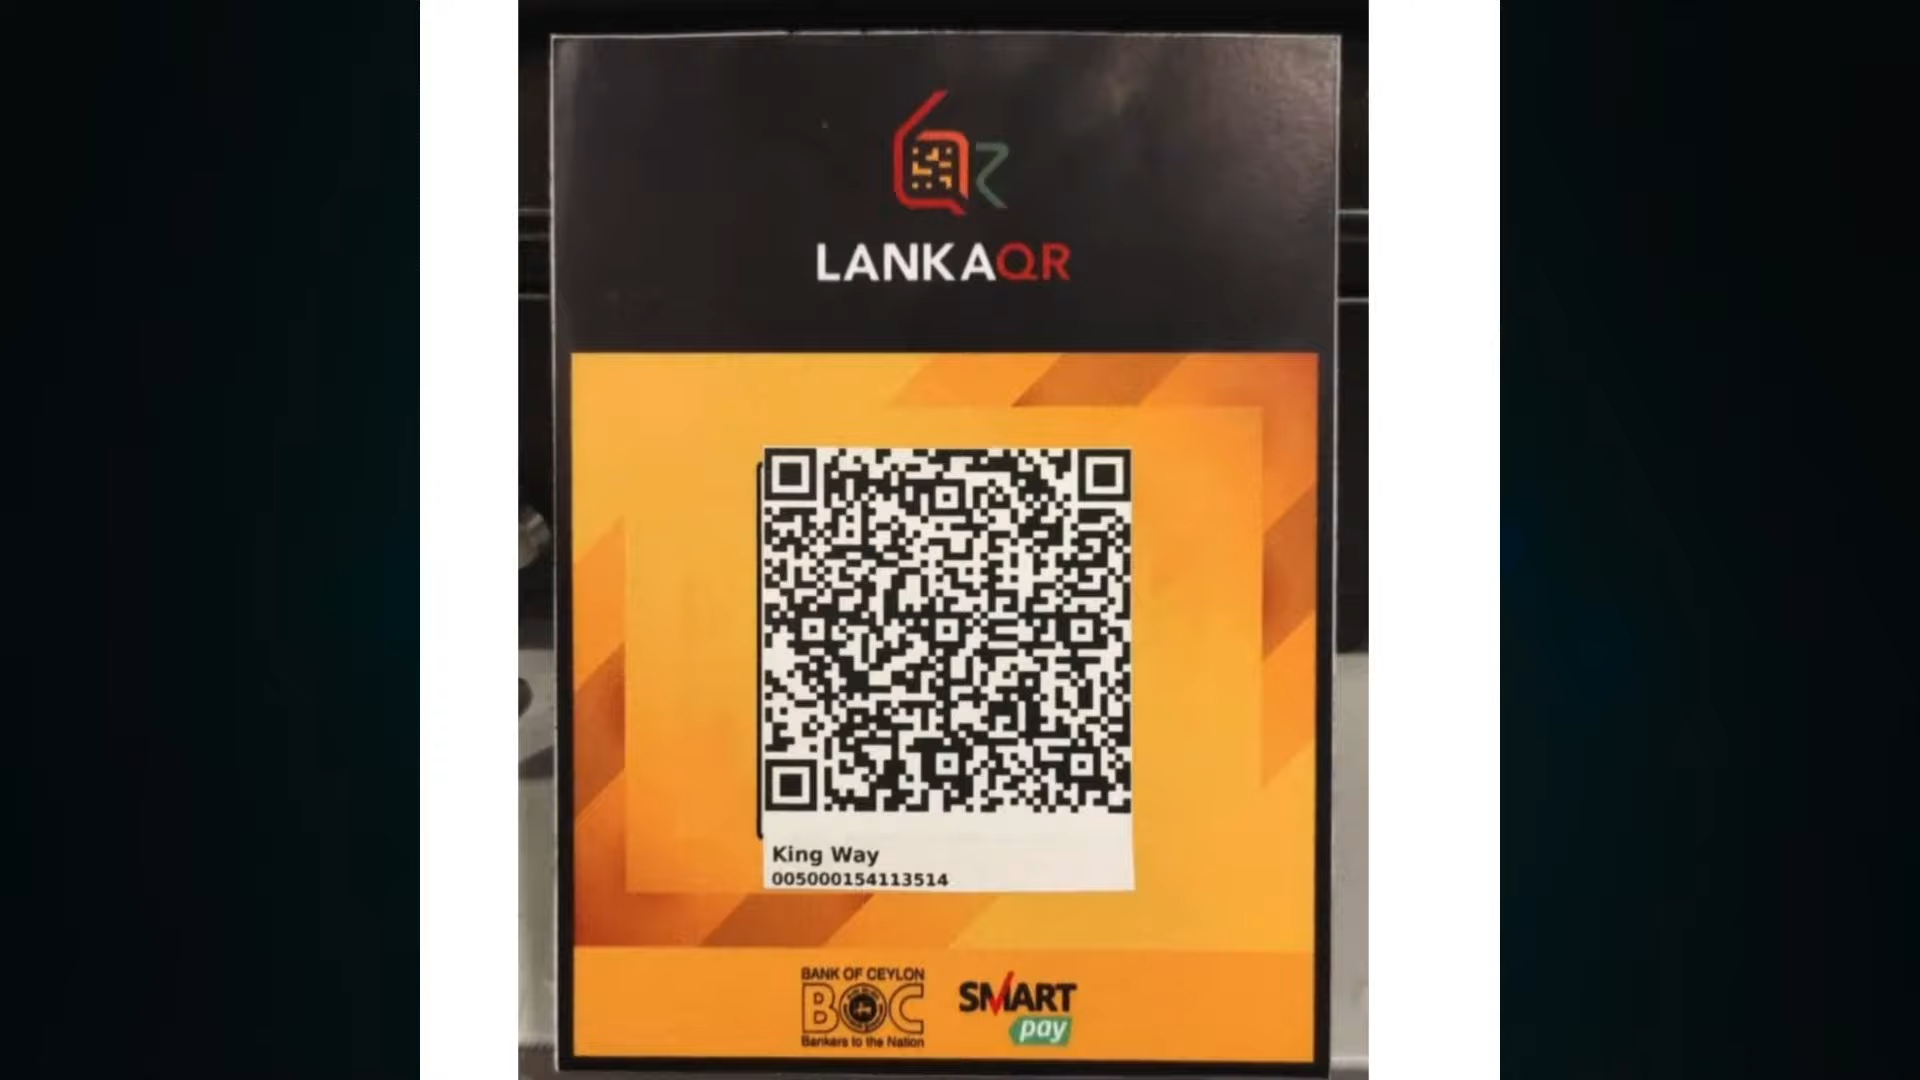 LANKAQR
King Way
005000154113514
BANK OF CEYLON
BOC
Bankers to the Nation
SMART
pay